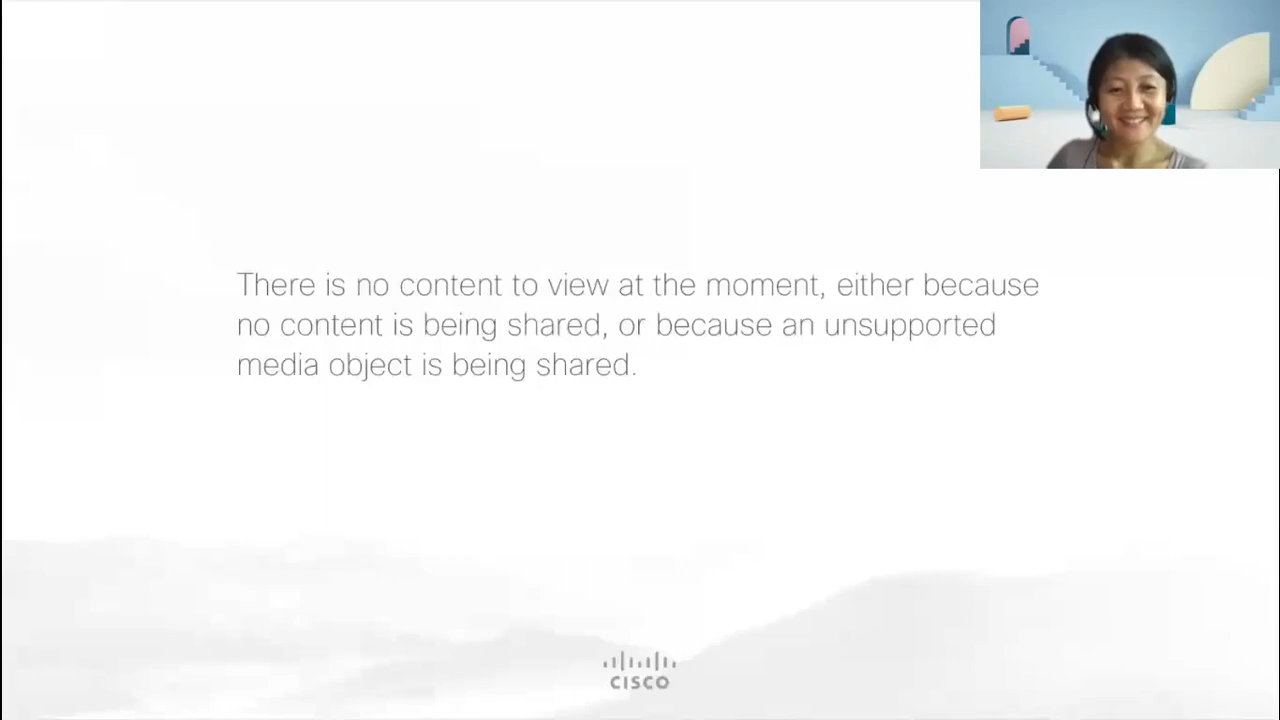 There is no content to view at the moment, either because
no content is being shared, or because an unsupported
media object is being shared.
CISCO